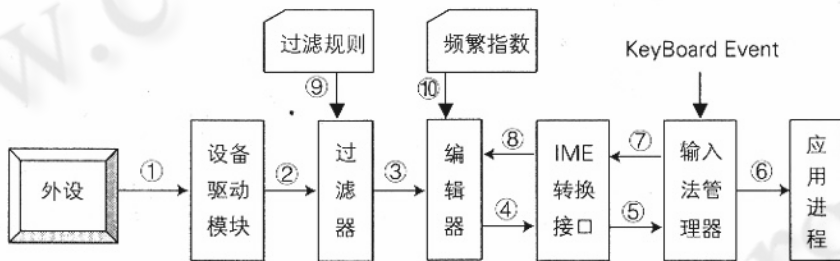 过滤规则
频繁指数
KeyBoard Event
⑨
⑩
外设
①
设备
驱动
模块
②
过
滤
器
③
编
辑
器
⑧
④
IME
转换
接口
⑦
⑤
输入
法管
理器
⑥
应
用
进
程